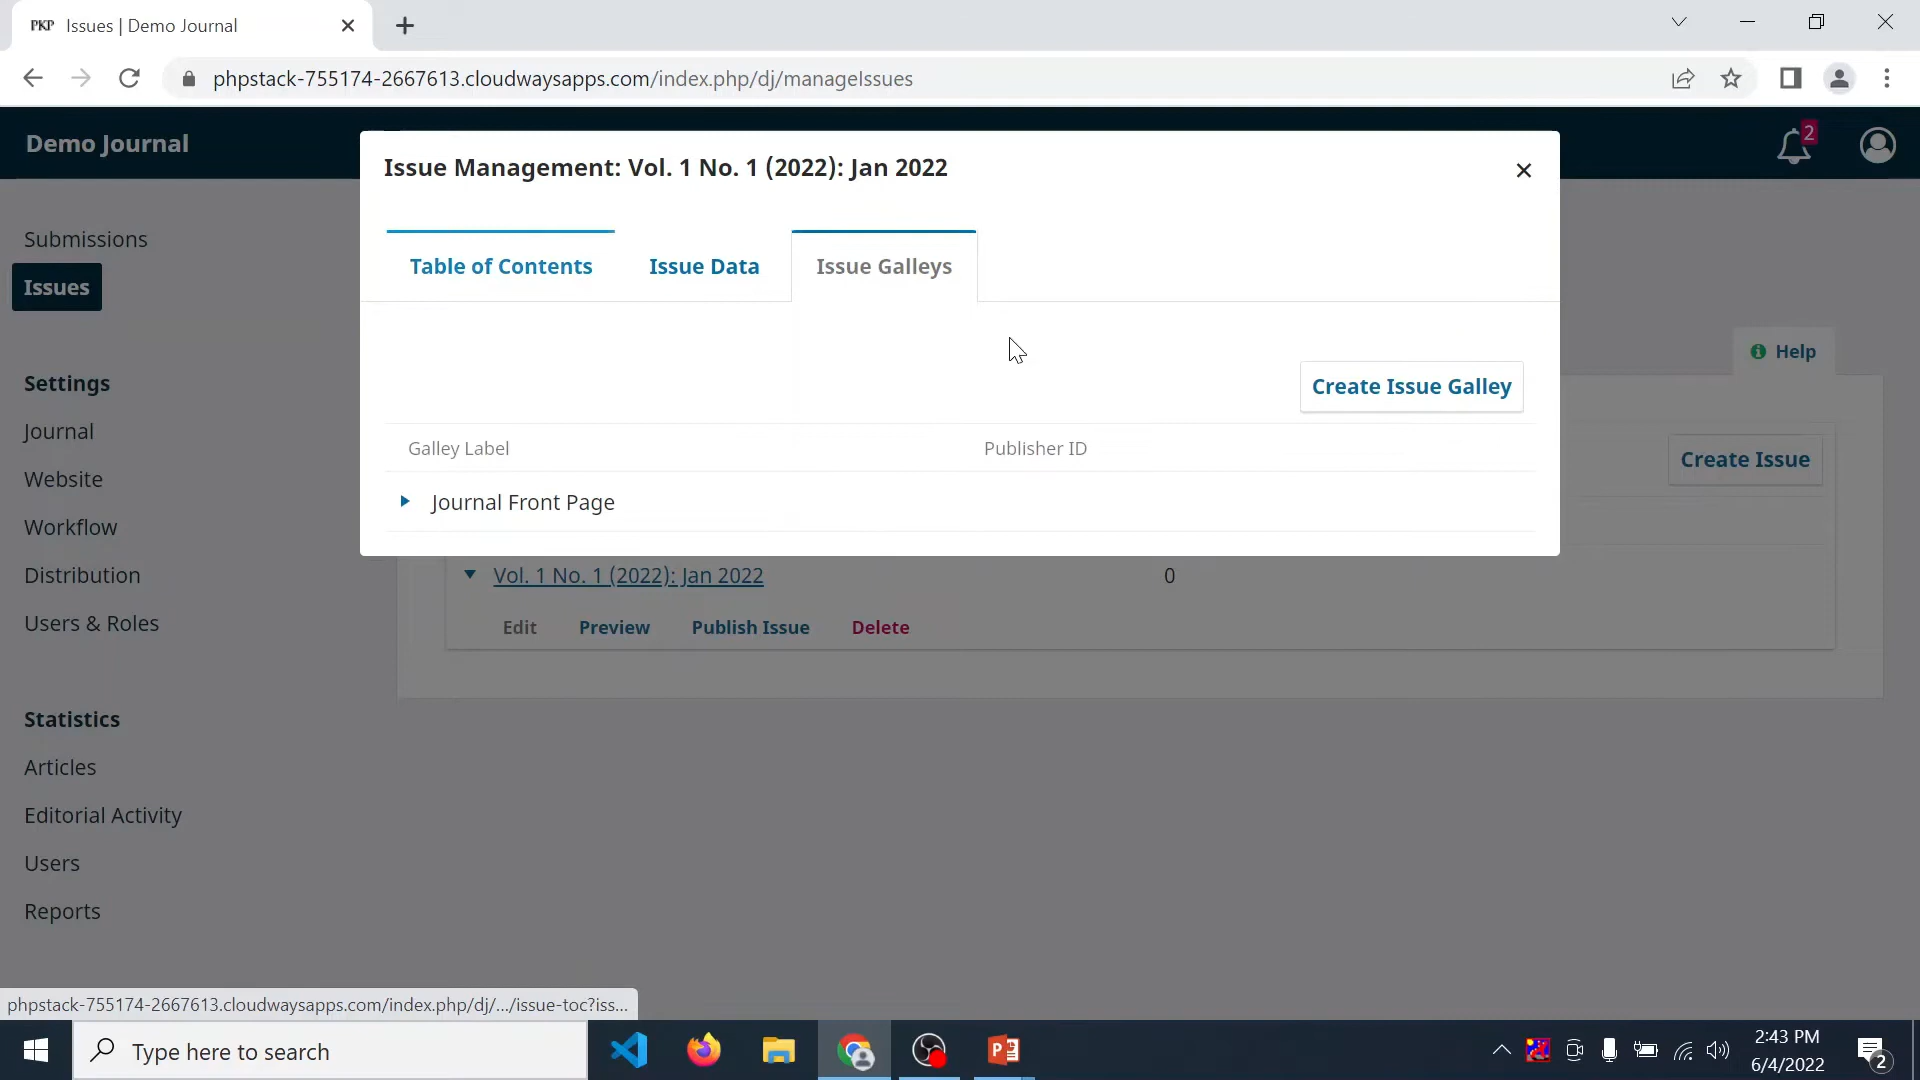 PKP Issues | Demo Journal
phpstack-755174-2667613.cloudwaysapps.com/index.php/dj/manageIssues
Demo Journal
2
Issue Management: Vol. 1 No. 1 (2022): Jan 2022
Table of Contents
Issue Data
Issue Galleys
Create Issue Galley
Galley Label
Publisher ID
Journal Front Page
Submissions
Issues
Settings
Journal
Website
Workflow
Distribution
Users & Roles
Statistics
Articles
Editorial Activity
Users
Reports
Help
Create Issue
Vol. 1 No. 1 (2022): Jan 2022
0
Edit
Preview
Publish Issue
Delete
phpstack-755174-2667613.cloudwaysapps.com/index.php/dj/.../issue-toc?iss...
Type here to search
2:43 PM
6/4/2022
2